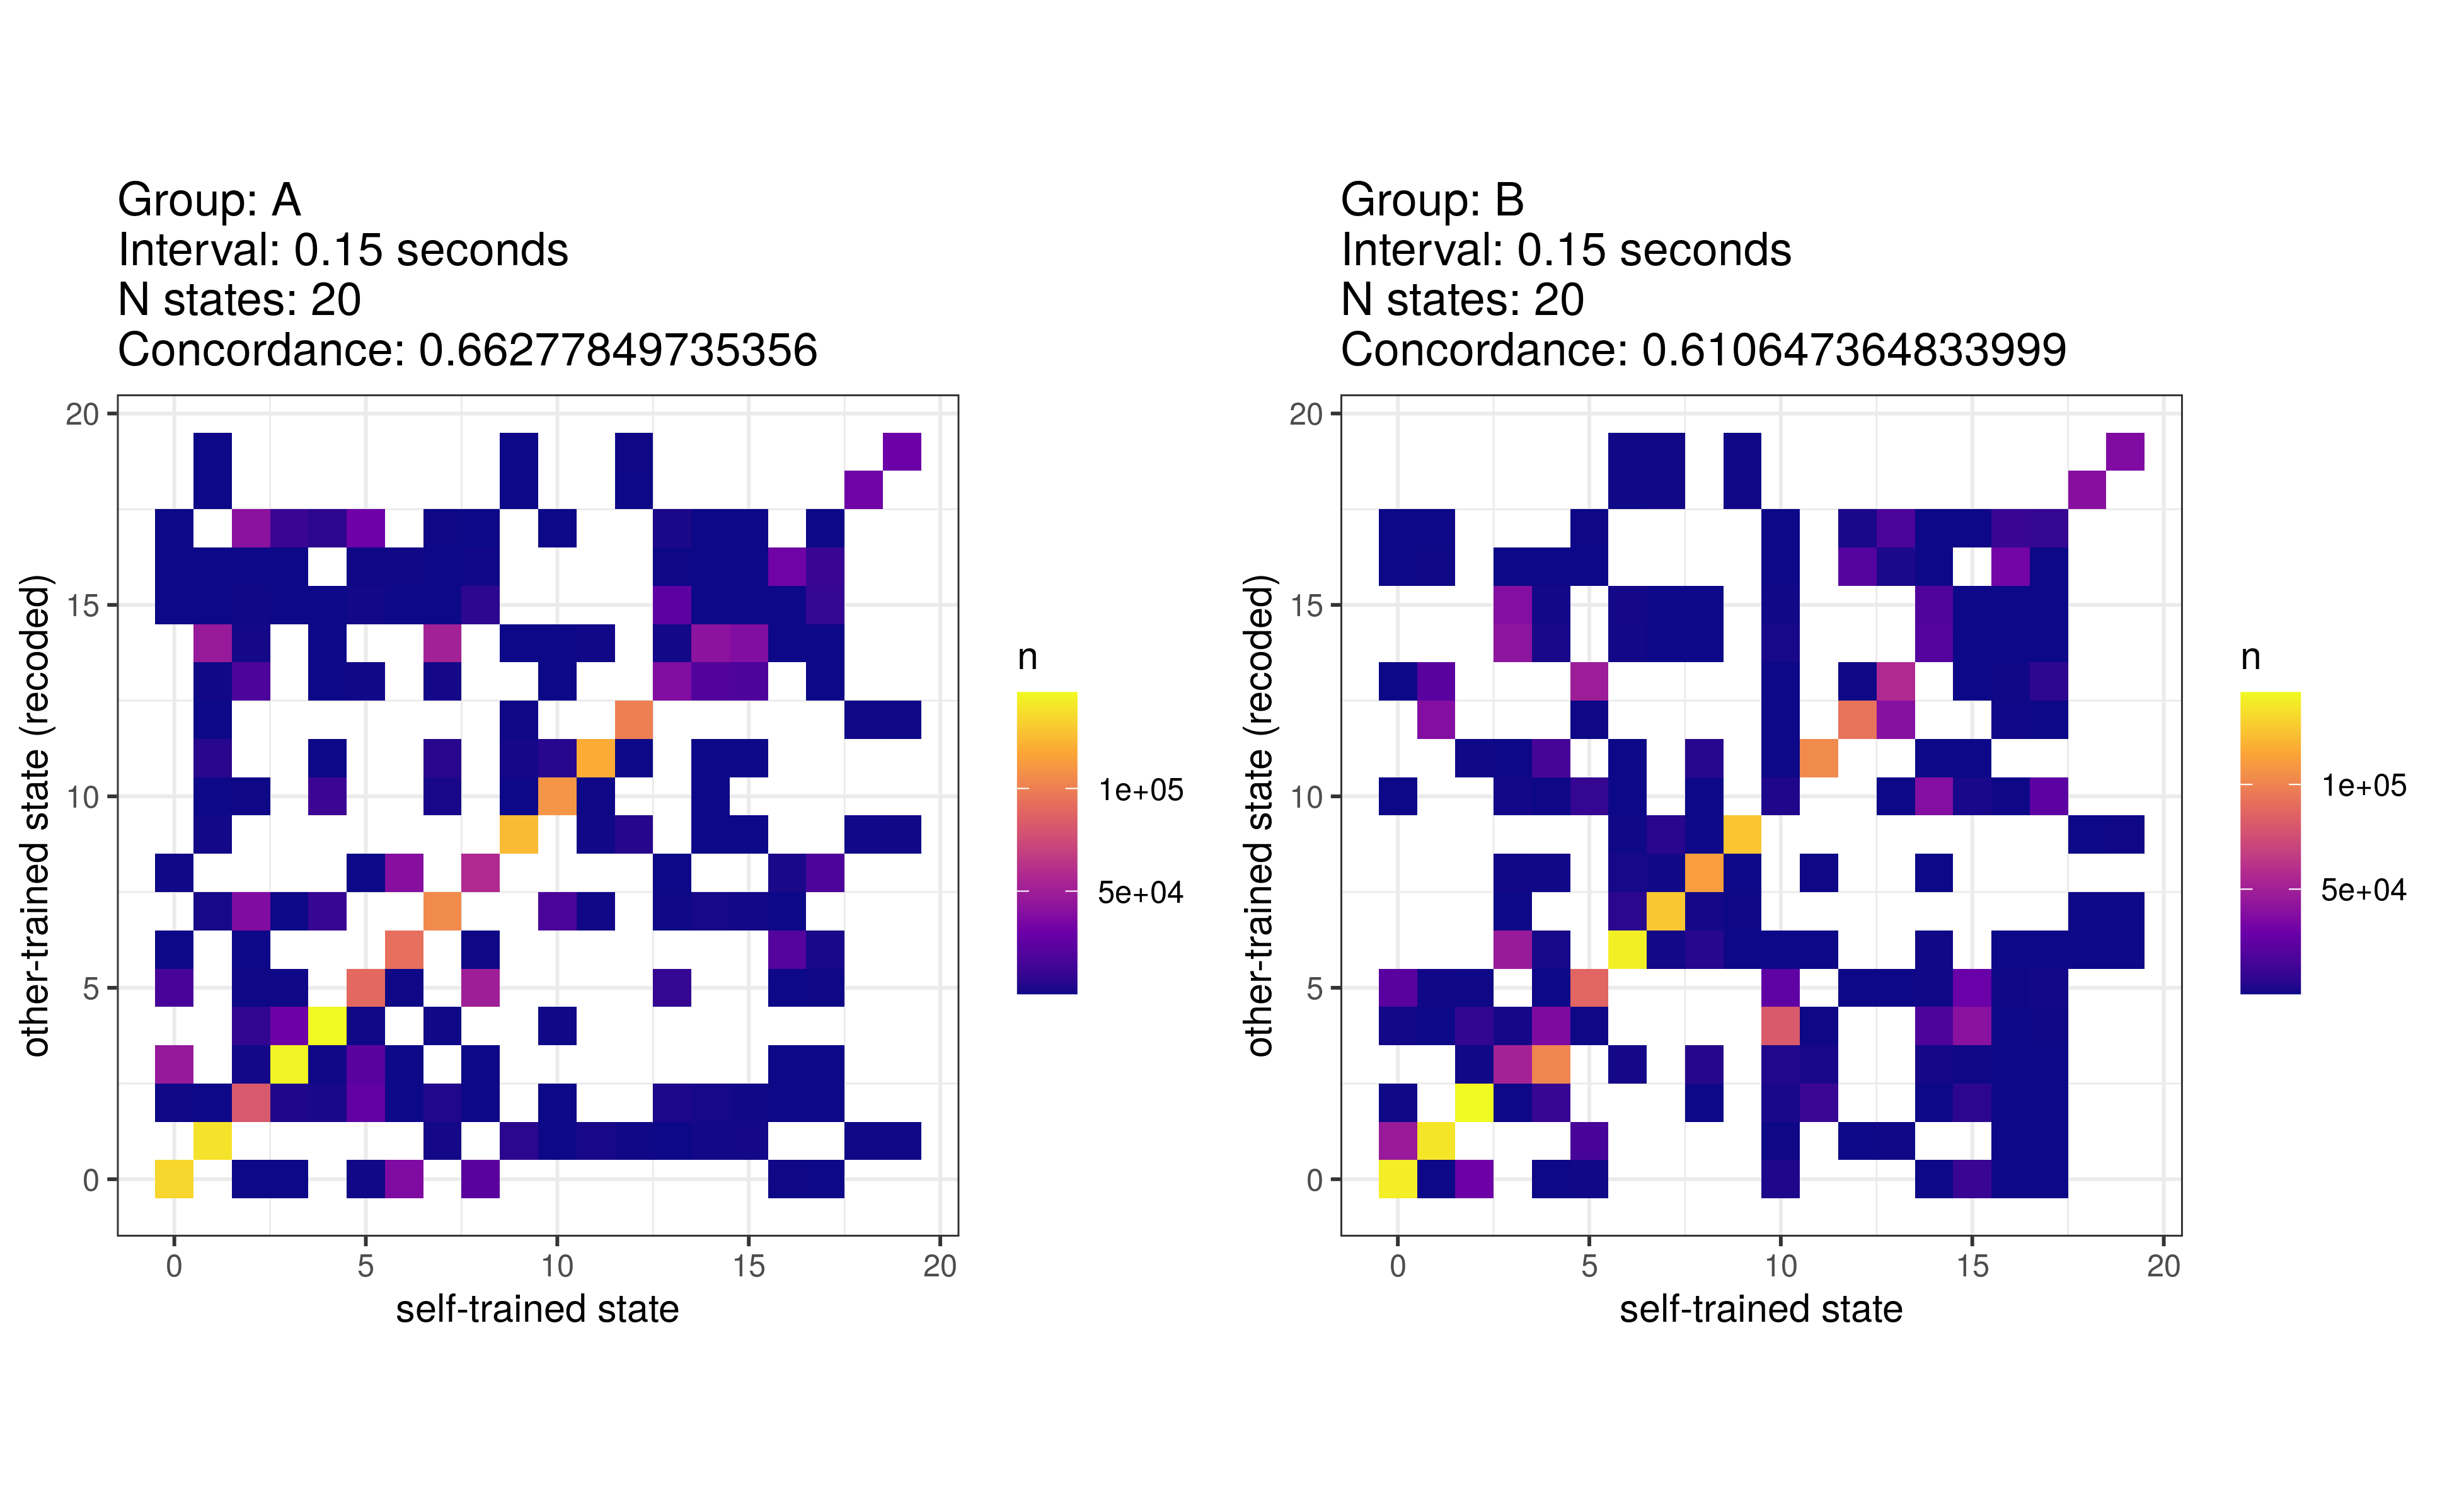 Group: A
Interval: 0.15 seconds
N states: 20
Concordance: 0.66277849735356
20
15
10
5
0
other-trained state (recoded)
0 5 10 15 20
self-trained state
n
1e+05
5e+04
Group: B
Interval: 0.15 seconds
N states: 20
Concordance: 0.610647364833999
20
15
10
5
0
other-trained state (recoded)
0 5 10 15 20
self-trained state
n
1e+05
5e+04